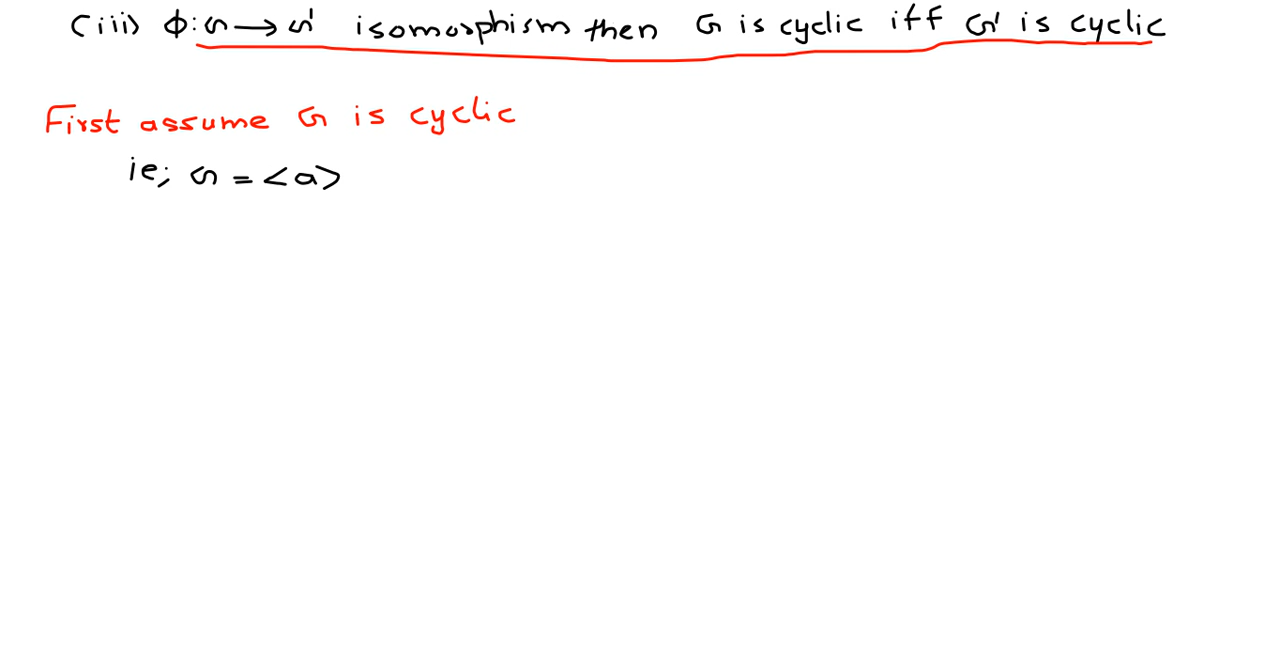 (iii) ϕ: G → G' isomorphism then G is cyclic iff G' is cyclic
First assume G is cyclic
ie; G = <a>